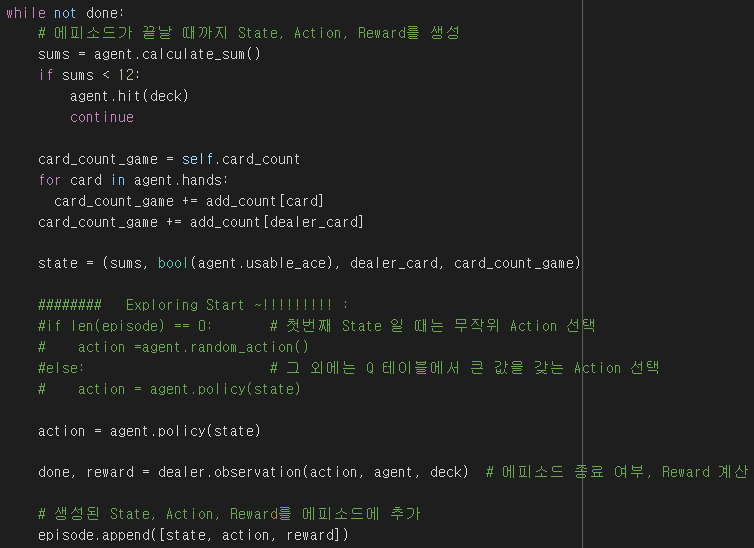 while not done:
    # 에피소드가 끝날 때까지 State, Action, Reward를 생성
    sums = agent.calculate_sum()
    if sums < 12:
        agent.hit(deck)
        continue

    card_count_game = self.card_count
    for card in agent.hands:
      card_count_game += add_count[card]
    card_count_game += add_count[dealer_card]

    state = (sums, bool(agent.usable_ace), dealer_card, card_count_game)

    ########   Exploring Start ~!!!!!!!!! :
    #if len(episode) == 0:       # 첫번째 State 일 때는 무작위 Action 선택
    #    action =agent.random_action()
    #else:                       # 그 외에는 Q 테이블에서 큰 값을 갖는 Action 선택
    #    action = agent.policy(state)

    action = agent.policy(state)

    done, reward = dealer.observation(action, agent, deck)  # 에피소드 종료 여부, Reward 계산

    # 생성된 State, Action, Reward를 에피소드에 추가
    episode.append([state, action, reward])